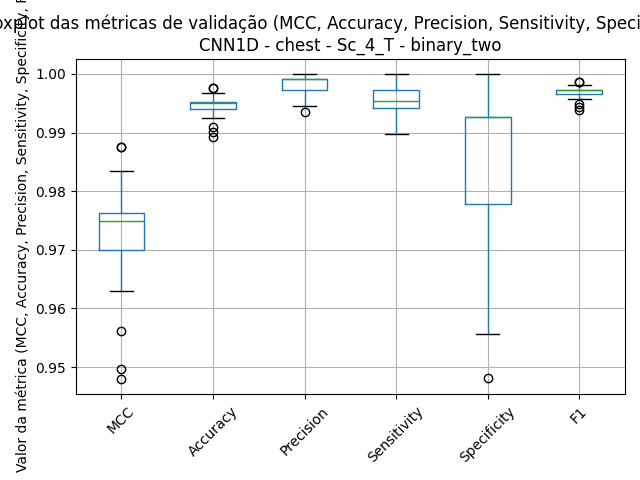 das métricas de validação (MCC, Accuracy, Precision, Sensitivity,
CNN1D - chest - Sc_4_T - binary_two
Valor da métrica (MCC, Accuracy, Precision, Sensitivity, Specificity,
1.00
0.99
0.98
0.97
0.96
0.95
MCC
Accuracy
Precision
Sensitivity
Specificity
F1